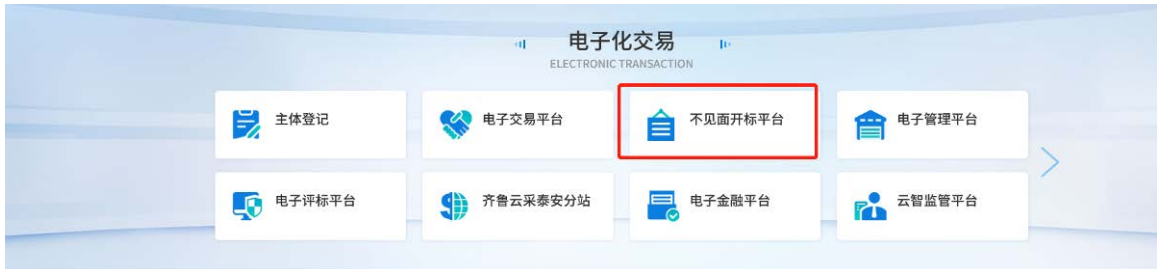 电子化交易
ELECTRONIC TRANSACTION
主体登记
电子交易平台
不见面开标平台
电子管理平台
电子评标平台
齐鲁云采泰安分站
电子金融平台
云智监管平台